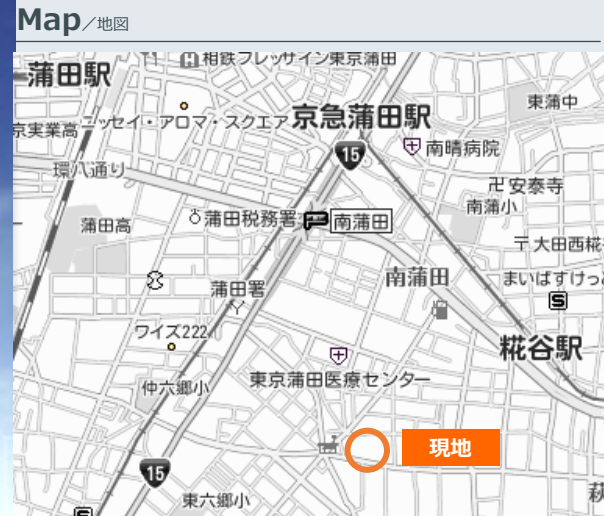 Map／地図
相鉄フレッサイン東京蒲田
蒲田駅
東蒲中
ニッセイ・アロマ・スクエア
京急蒲田駅
京実業高
15
南晴病院
環八通り
安泰寺
南蒲小
蒲田税務署
南蒲田
蒲田高
大田西糀
南蒲田
まいばすけっ
蒲田署
ワイズ222
糀谷駅
東京蒲田医療センター
仲六郷小
現地
15
東六郷小
萩